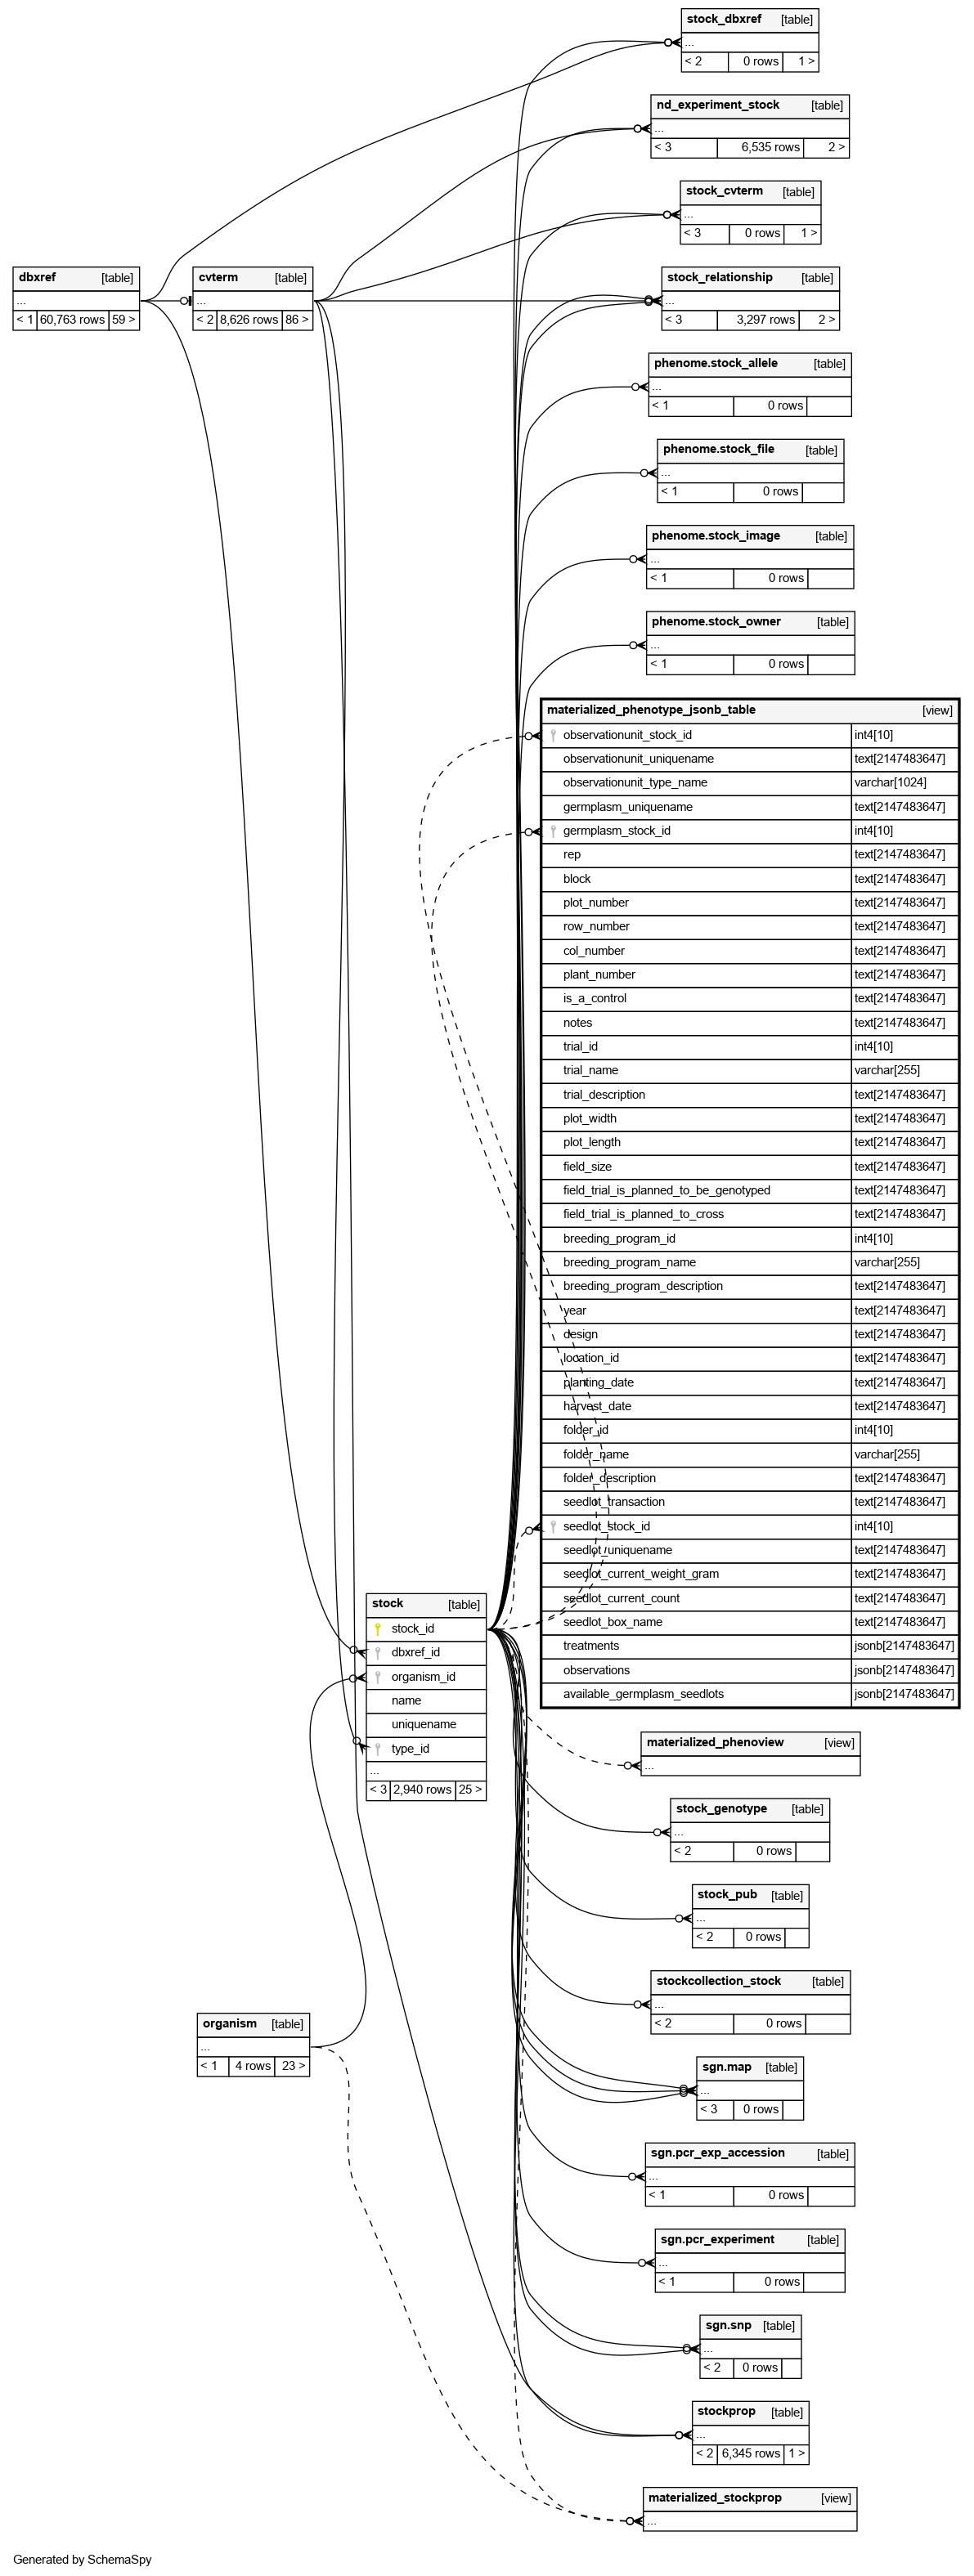 stock_dbxref [table]
...
< 2 0 rows 1 >
nd_experiment_stock [table]
...
< 3 6,535 rows 2 >
stock_cvterm [table]
...
< 3 0 rows 1 >
dbxref [table]
...
< 1 60,763 rows 59 >
cvterm [table]
...
< 2 8,626 rows 86 >
stock_relationship [table]
...
< 3 3,297 rows 2 >
phenome.stock_allele [table]
...
< 1 0 rows
phenome.stock_file [table]
...
< 1 0 rows
phenome.stock_image [table]
...
< 1 0 rows
phenome.stock_owner [table]
...
< 1 0 rows
materialized_phenotype_jsonb_table [view]
observationunit_stock_id int4[10]
observationunit_uniquename text[2147483647]
observationunit_type_name varchar[1024]
germplasm_uniquename text[2147483647]
germplasm_stock_id int4[10]
rep text[2147483647]
block text[2147483647]
plot_number text[2147483647]
row_number text[2147483647]
col_number text[2147483647]
plant_number text[2147483647]
is_a_control text[2147483647]
notes text[2147483647]
trial_id int4[10]
trial_name varchar[255]
trial_description text[2147483647]
plot_width text[2147483647]
plot_length text[2147483647]
field_size text[2147483647]
field_trial_is_planned_to_be_genotyped text[2147483647]
field_trial_is_planned_to_cross text[2147483647]
breeding_program_id int4[10]
breeding_program_name varchar[255]
breeding_program_description text[2147483647]
year text[2147483647]
design text[2147483647]
location_id text[2147483647]
planting_date text[2147483647]
harvest_date text[2147483647]
folder_id int4[10]
folder_name varchar[255]
folder_description text[2147483647]
seedlot_transaction text[2147483647]
seedlot_stock_id int4[10]
seedlot_uniquename text[2147483647]
seedlot_current_weight_gram text[2147483647]
seedlot_current_count text[2147483647]
seedlot_box_name text[2147483647]
treatments jsonb[2147483647]
observations jsonb[2147483647]
available_germplasm_seedlots jsonb[2147483647]
stock [table]
stock_id
dbxref_id
organism_id
name
uniquename
type_id
...
< 3 2,940 rows 25 >
materialized_phenoview [view]
...
stock_genotype [table]
...
< 2 0 rows
stock_pub [table]
...
< 2 0 rows
stockcollection_stock [table]
...
< 2 0 rows
organism [table]
...
< 1 4 rows 23 >
sgn.map [table]
...
< 3 0 rows
sgn.pcr_exp_accession [table]
...
< 1 0 rows
sgn.pcr_experiment [table]
...
< 1 0 rows
sgn.snp [table]
...
< 2 0 rows
stockprop [table]
...
< 2 6,345 rows 1 >
materialized_stockprop [view]
...
Generated by SchemaSpy